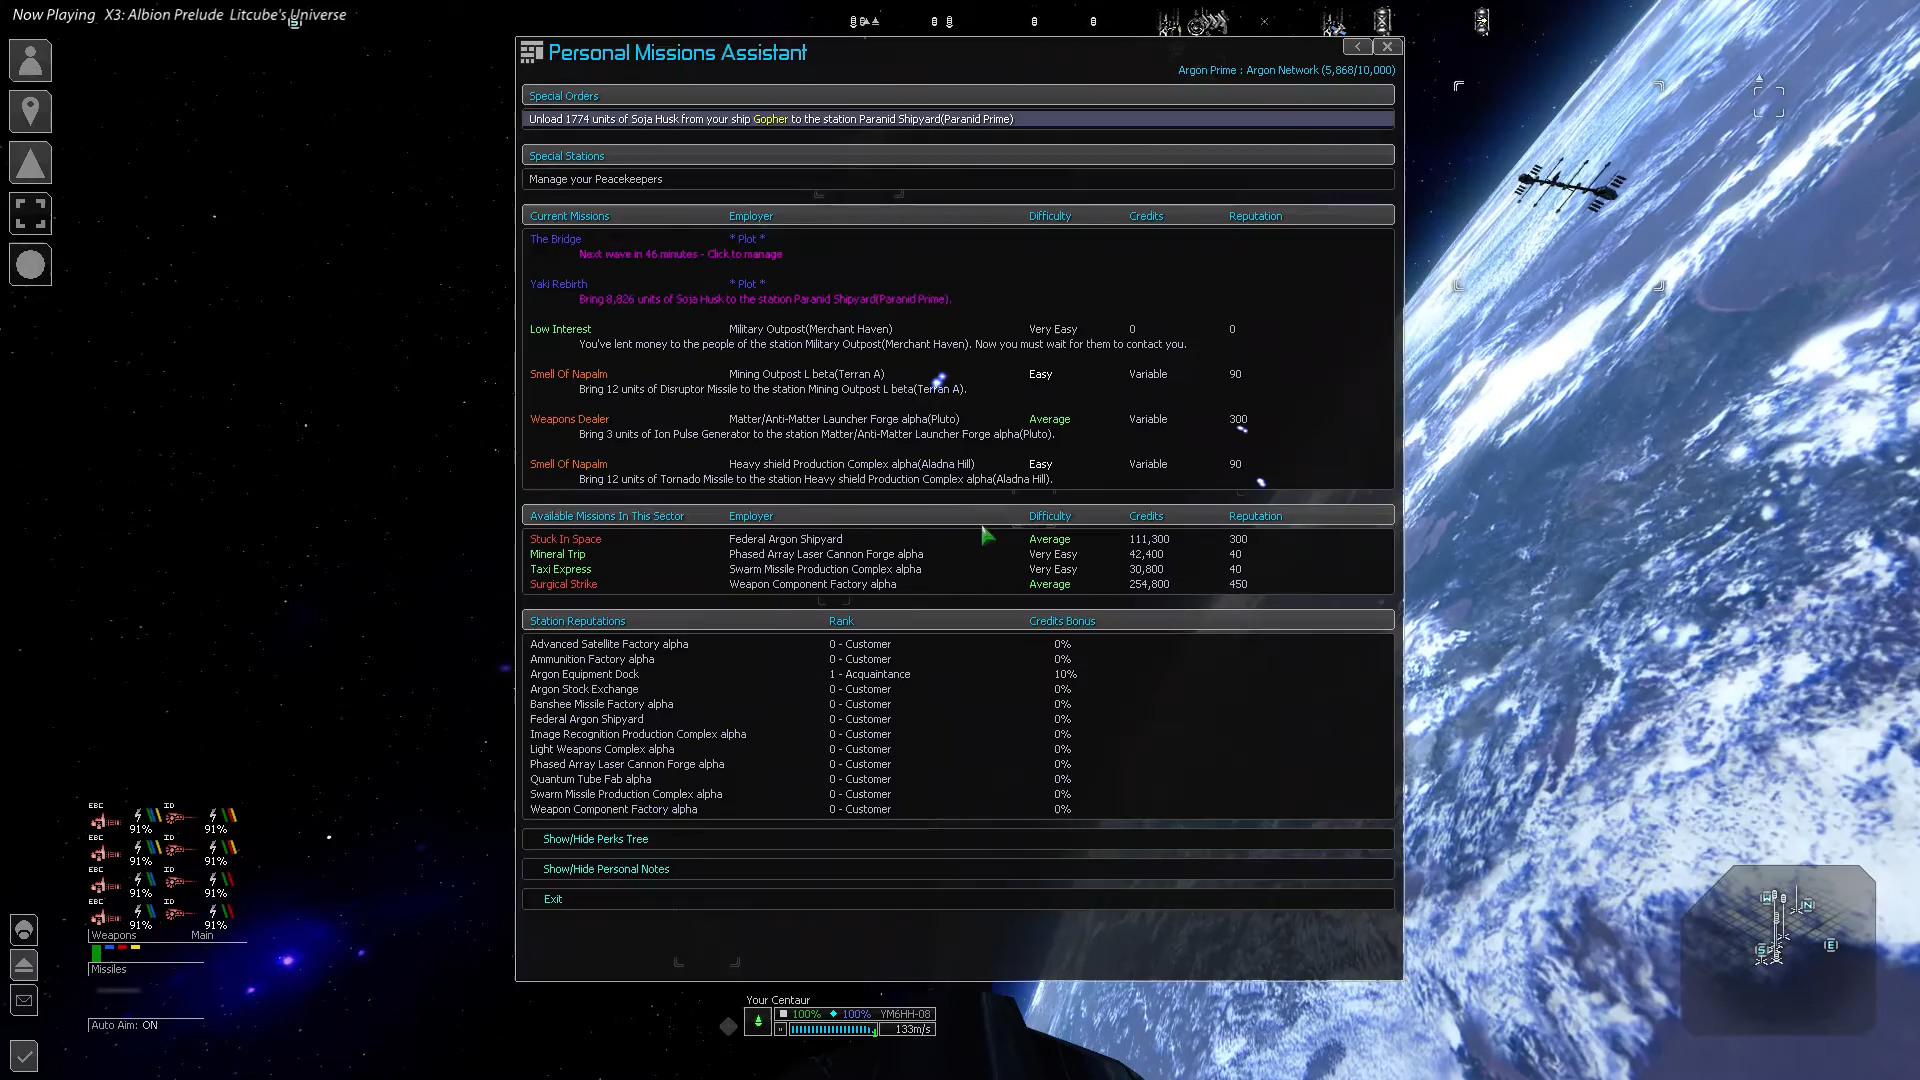 Now Playing X3: Albion Prelude Litcube's Universe
Personal Missions Assistant
Argon Prime : Argon Network (5,868/10,000)
Special Orders
Unload 1774 units of Soja Husk from your ship Gopher to the station Paranid Shipyard(Paranid Prime)
Special Stations
Manage your Peacekeepers
Current Missions Employer Difficulty Credits Reputation
The Bridge * Plot *
Next wave in 46 minutes - Click to manage
Yaki Rebirth * Plot *
Bring 8,826 units of Soja Husk to the station Paranid Shipyard(Paranid Prime).
Low Interest Military Outpost(Merchant Haven) Very Easy 0 0
You've lent money to the people of the station Military Outpost(Merchant Haven). Now you must wait for them to contact you.
Smell Of Napalm Mining Outpost L beta(Terran A) Easy Variable 90
Bring 12 units of Disruptor Missile to the station Mining Outpost L beta(Terran A).
Weapons Dealer Matter/Anti-Matter Launcher Forge alpha(Pluto) Average Variable 300
Bring 3 units of Ion Pulse Generator to the station Matter/Anti-Matter Launcher Forge alpha(Pluto).
Smell Of Napalm Heavy shield Production Complex alpha(Aladna Hill) Easy Variable 90
Bring 12 units of Tornado Missile to the station Heavy shield Production Complex alpha(Aladna Hill).
Available Missions In This Sector Employer Difficulty Credits Reputation
Stuck In Space Federal Argon Shipyard Average 111,300 300
Mineral Trip Phased Array Laser Cannon Forge alpha Very Easy 42,400 40
Taxi Express Swarm Missile Production Complex alpha Very Easy 30,800 40
Surgical Strike Weapon Component Factory alpha Average 254,800 450
Station Reputations Rank Credits Bonus
Advanced Satellite Factory alpha 0 - Customer 0%
Ammunition Factory alpha 0 - Customer 0%
Argon Equipment Dock 1 - Acquaintance 10%
Argon Stock Exchange 0 - Customer 0%
Banshee Missile Factory alpha 0 - Customer 0%
Federal Argon Shipyard 0 - Customer 0%
Image Recognition Production Complex alpha 0 - Customer 0%
Light Weapons Complex alpha 0 - Customer 0%
Phased Array Laser Cannon Forge alpha 0 - Customer 0%
Quantum Tube Fab alpha 0 - Customer 0%
Swarm Missile Production Complex alpha 0 - Customer 0%
Weapon Component Factory alpha 0 - Customer 0%
Show/Hide Perks Tree
Show/Hide Personal Notes
Exit
EBC ID
91% 91%
EBC ID
91% 91%
EBC ID
91% 91%
EBC ID
91% 91%
Weapons Main
Missiles
Auto Aim: ON
Your Centaur
100% 100% YM6HH-08
133m/s
W N
S E